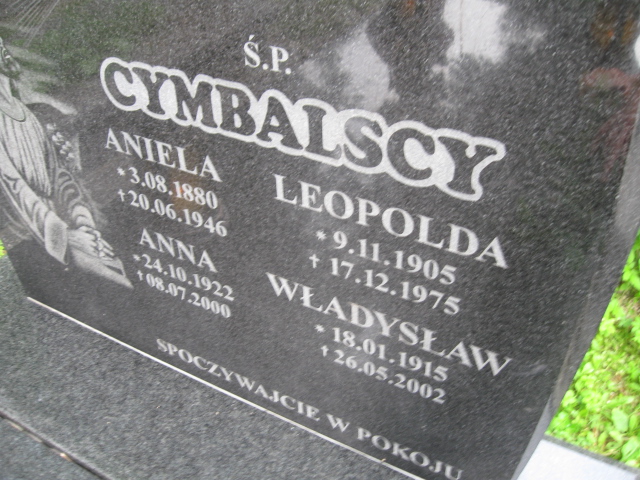 Ś.P.
CYMBALSCY
ANIELA
* 3.08.1880
† 20.06.1946
LEOPOLDA
* 9.11.1905
† 17.12.1975
ANNA
* 24.10.1922
† 08.07.2000
WŁADYSŁAW
* 18.01.1915
† 26.05.2002
SPOCZYWAJCIE W POKOJU